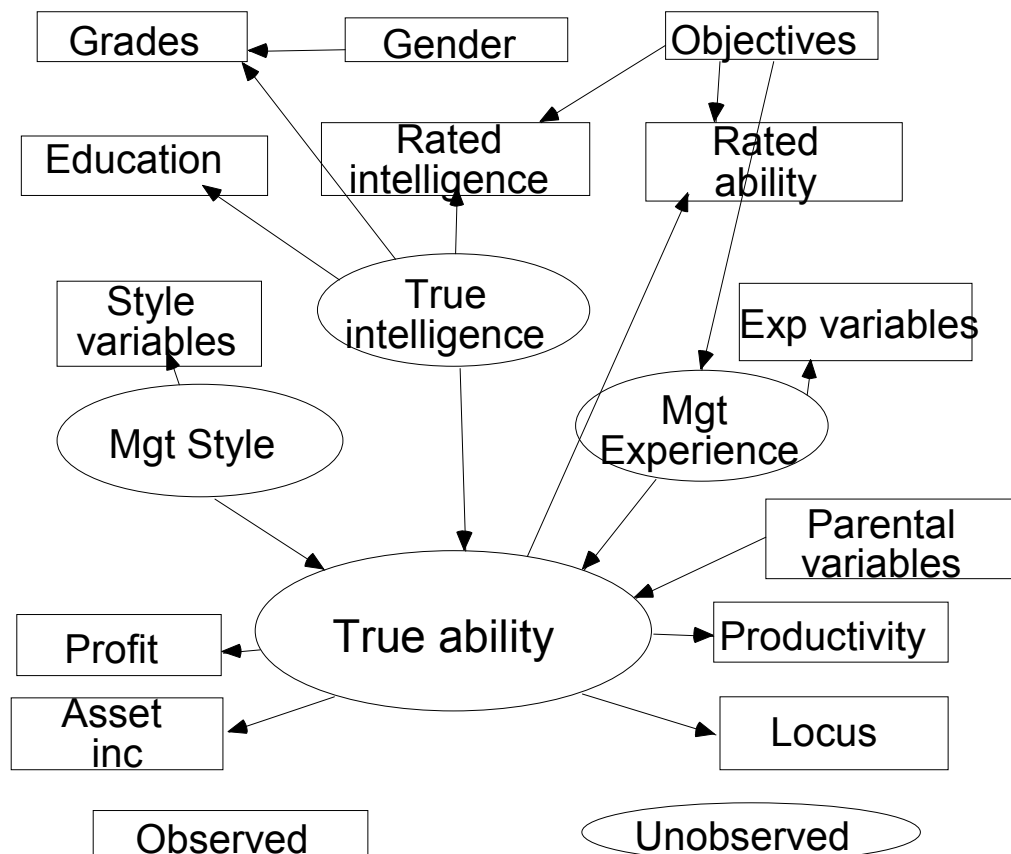 Grades
Gender
Objectives
Education
Rated
intelligence
Rated
ability
Style
variables
True
intelligence
Exp variables
Mgt Style
Mgt
Experience
Parental
variables
True ability
Profit
Productivity
Asset
inc
Locus
Observed
Unobserved